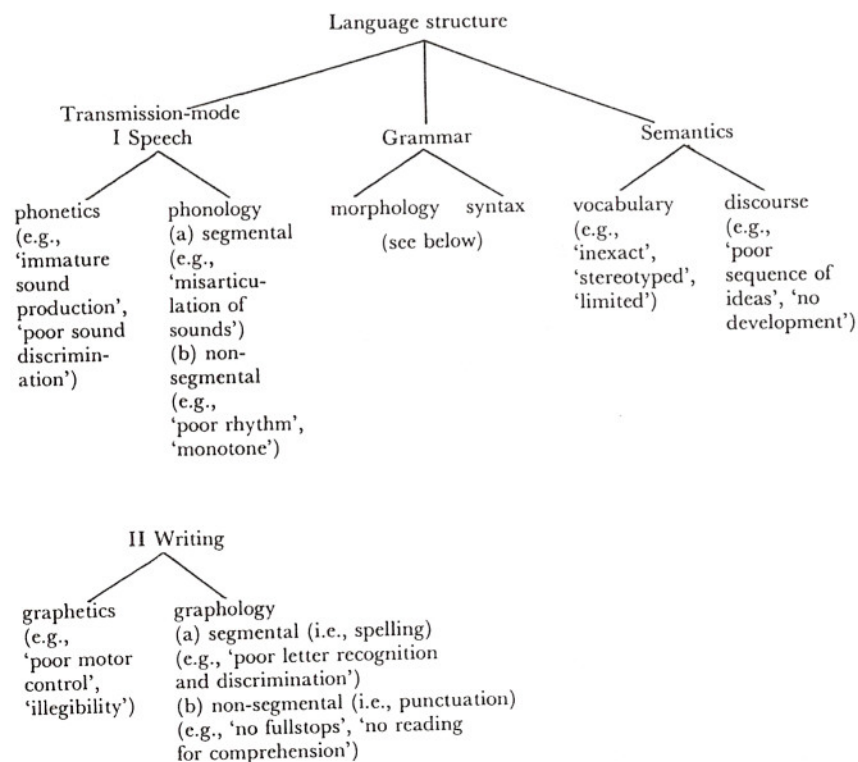 Language structure
Transmission-mode
I Speech
Grammar
Semantics
phonetics
(e.g.,
‘immature
sound
production’,
‘poor sound
discrimin-
ation’)
phonology
(a) segmental
(e.g.,
‘misarticu-
lation of
sounds’)
(b) non-
segmental
(e.g.,
‘poor rhythm’,
‘monotone’)
morphology
syntax
(see below)
vocabulary
(e.g.,
‘inexact’,
‘stereotyped’,
‘limited’)
discourse
(e.g.,
‘poor
sequence of
ideas’, ‘no
development’)
II Writing
graphetics
(e.g.,
‘poor motor
control’,
‘illegibility’)
graphology
(a) segmental (i.e., spelling)
(e.g., ‘poor letter recognition
and discrimination’)
(b) non-segmental (i.e., punctuation)
(e.g., ‘no fullstops’, ‘no reading
for comprehension’)